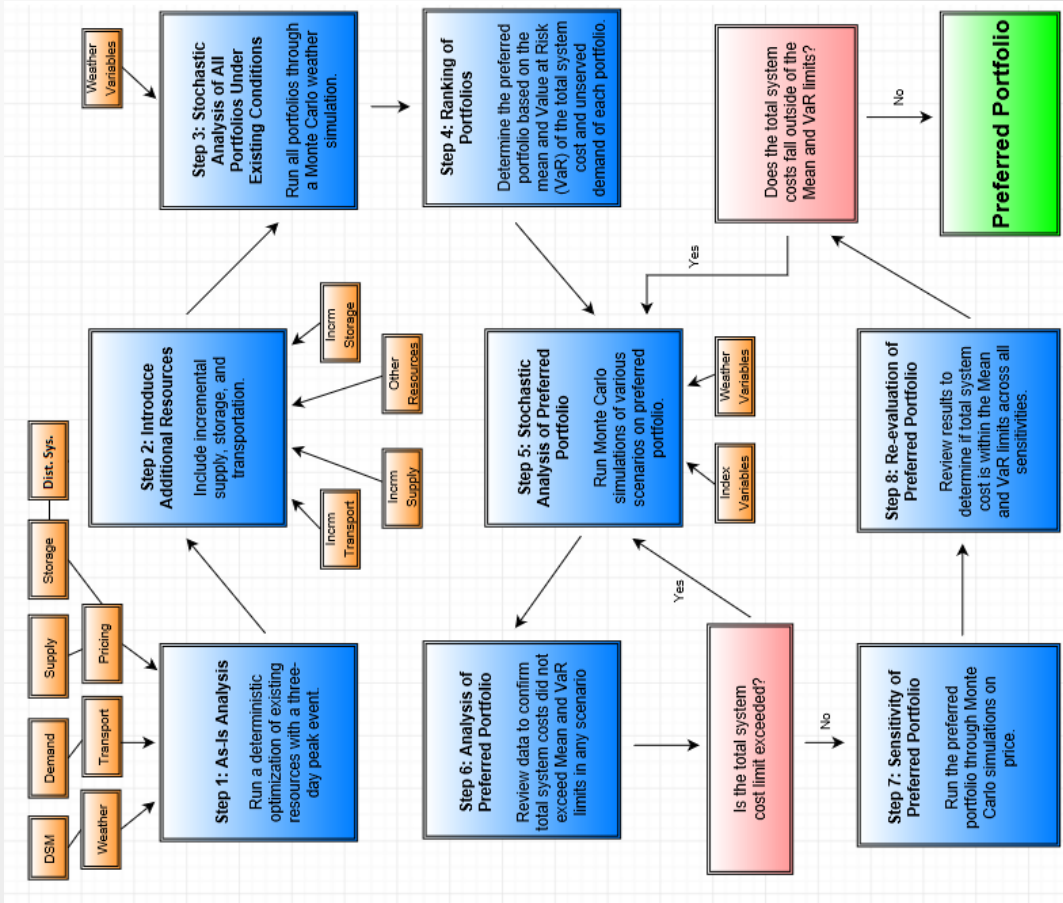 DSM
Demand
Supply
Storage
Dist. Sys.
Weather
Transport
Pricing
Step 1: As-Is Analysis
Run a deterministic
optimization of existing
resources with a three-
day peak event.
Step 2: Introduce
Additional Resources
Include incremental
supply, storage, and
transportation.
Incrm
Transport
Incrm
Supply
Other
Resources
Incrm
Storage
Weather
Variables
Step 3: Stochastic
Analysis of All
Portfolios Under
Existing Conditions
Run all portfolios through
a Monte Carlo weather
simulation.
Step 4: Ranking of
Portfolios
Determine the preferred
portfolio based on the
mean and Value at Risk
(VaR) of the total system
cost and unserved
demand of each portfolio.
Step 5: Stochastic
Analysis of Preferred
Portfolio
Run Monte Carlo
simulations of various
scenarios on preferred
portfolio.
Index
Variables
Weather
Variables
Step 6: Analysis of
Preferred Portfolio
Review data to confirm
total system costs did not
exceed Mean and VaR
limits in any scenario
Is the total system
cost limit exceeded?
Yes
No
Step 7: Sensitivity of
Preferred Portfolio
Run the preferred
portfolio through Monte
Carlo simulations on
price.
Step 8: Re-evaluation of
Preferred Portfolio
Review results to
determine if total system
cost is within the Mean
and VaR limits across all
sensitivities.
Does the total system
costs fall outside of the
Mean and VaR limits?
Yes
No
Preferred Portfolio